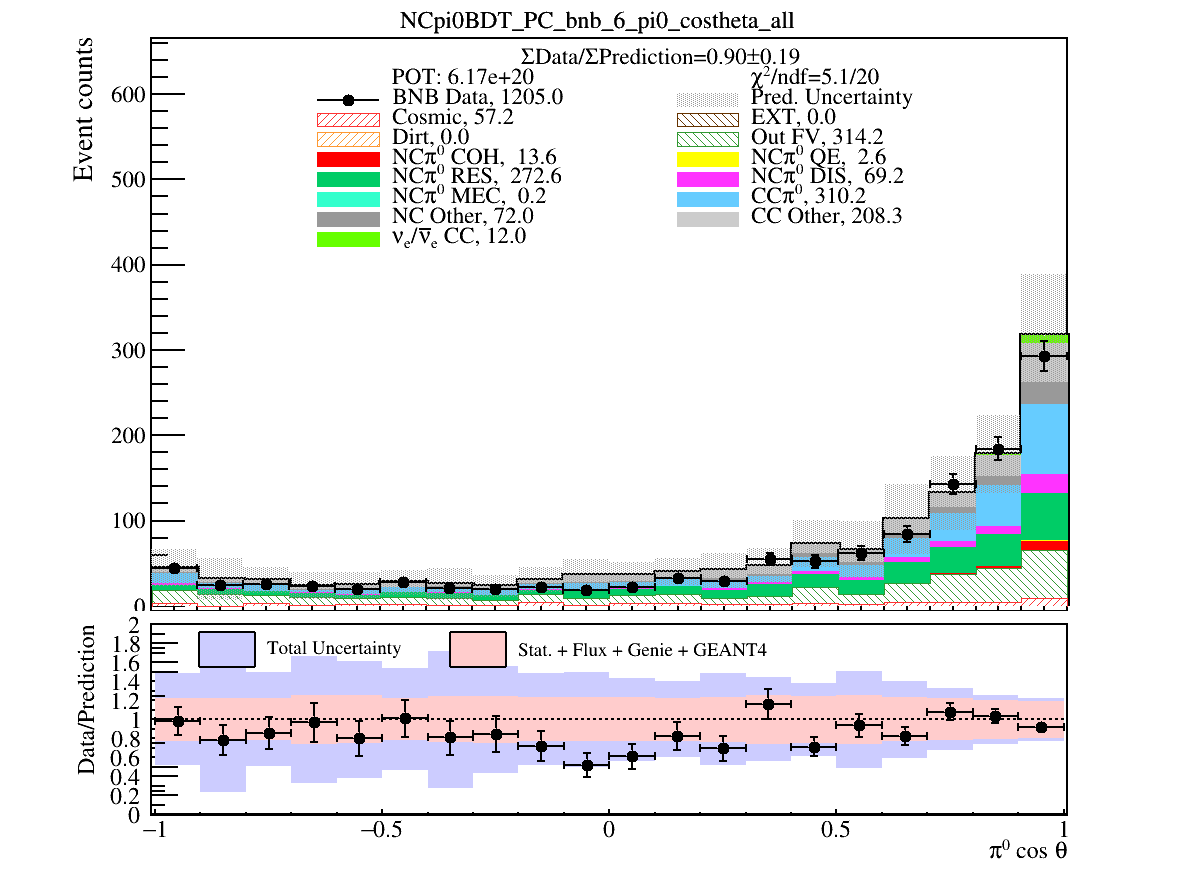 NCpi0BDT_PC_bnb_6_pi0_costheta_all
ΣData/ΣPrediction=0.90±0.19
POT: 6.17e+20
χ²/ndf=5.1/20
BNB Data, 1205.0
Pred. Uncertainty
Cosmic, 57.2
EXT, 0.0
Dirt, 0.0
Out FV, 314.2
NCπ⁰ COH, 13.6
NCπ⁰ QE, 2.6
NCπ⁰ RES, 272.6
NCπ⁰ DIS, 69.2
NCπ⁰ MEC, 0.2
CCπ⁰, 310.2
NC Other, 72.0
CC Other, 208.3
νₑ/ν̅ₑ CC, 12.0
Event counts
600
500
400
300
200
100
0
Total Uncertainty
Stat. + Flux + Genie + GEANT4
Data/Prediction
2
1.8
1.6
1.4
1.2
1
0.8
0.6
0.4
0.2
0
−1
−0.5
0
0.5
1
π⁰ cos θ